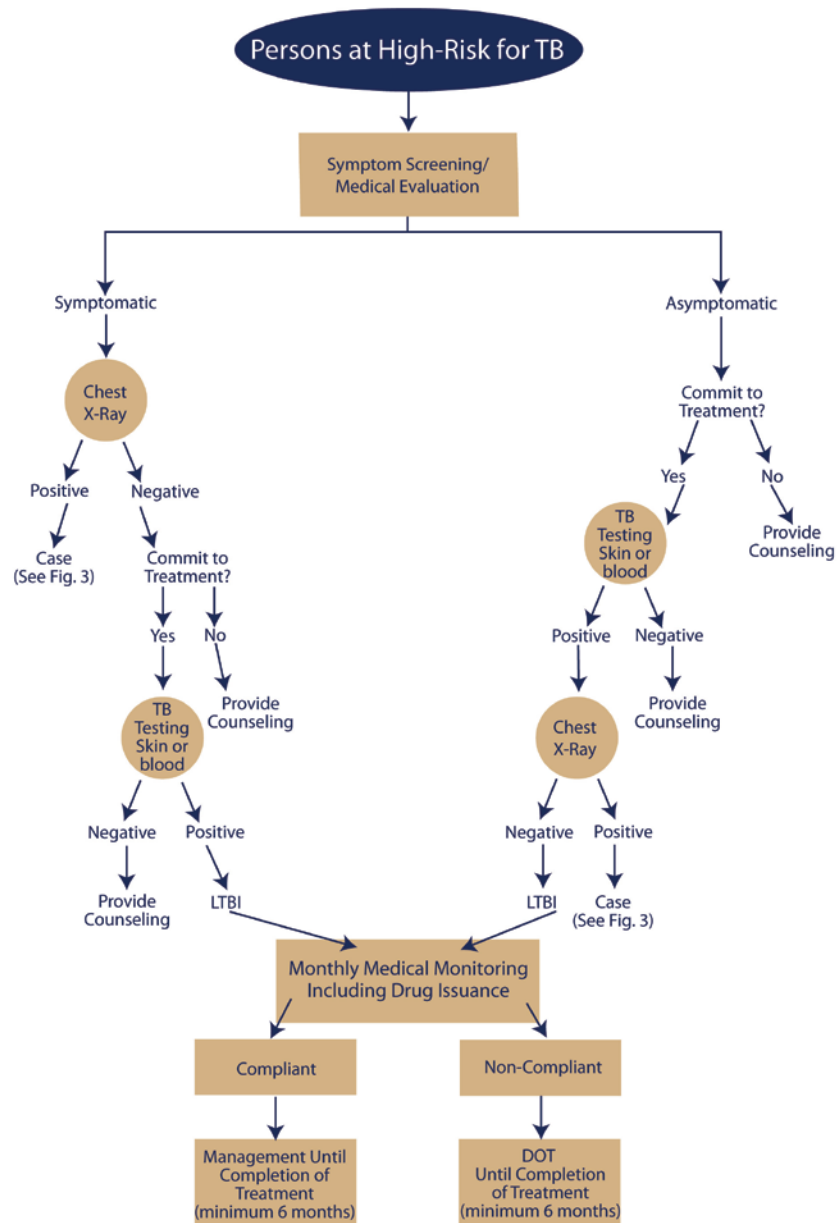 Persons at High-Risk for TB
Symptom Screening/
Medical Evaluation
Symptomatic
Asymptomatic
Chest
X-Ray
Commit to
Treatment?
Positive
Negative
Yes
No
Case
(See Fig. 3)
Commit to
Treatment?
TB
Testing
Skin or
blood
Provide
Counseling
Yes
No
Positive
Negative
TB
Testing
Skin or
blood
Provide
Counseling
Chest
X-Ray
Provide
Counseling
Negative
Positive
Negative
Positive
Provide
Counseling
LTBI
LTBI
Case
(See Fig. 3)
Monthly Medical Monitoring
Including Drug Issuance
Compliant
Non-Compliant
Management Until
Completion of
Treatment
(minimum 6 months)
DOT
Until Completion
of Treatment
(minimum 6 months)